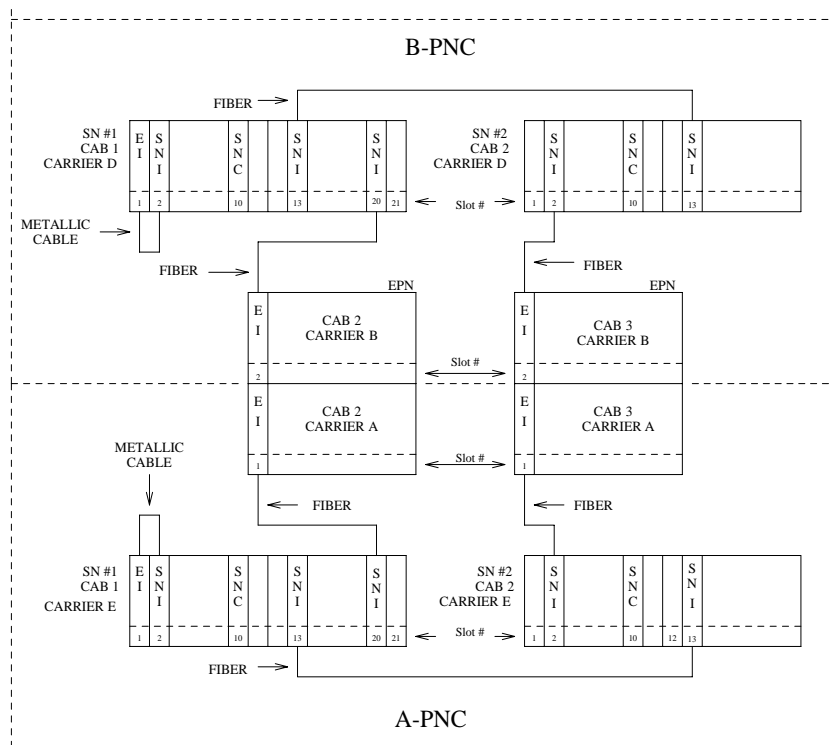 B-PNC
FIBER
SN #1
CAB 1
CARRIER D
E I
S N I
S N C
S N I
S N I
1 2 10 13 20 21
SN #2
CAB 2
CARRIER D
S N I
S N C
S N I
1 2 10 13
Slot #
METALLIC
CABLE
FIBER
FIBER
EPN
E I
CAB 2
CARRIER B
2
EPN
E I
CAB 3
CARRIER B
2
Slot #
E I
CAB 2
CARRIER A
1
E I
CAB 3
CARRIER A
1
Slot #
METALLIC
CABLE
FIBER
FIBER
SN #1
CAB 1
CARRIER E
E I
S N I
S N C
S N I
S N I
1 2 10 13 20 21
SN #2
CAB 2
CARRIER E
S N I
S N C
S N I
1 2 10 12 13
Slot #
FIBER
A-PNC